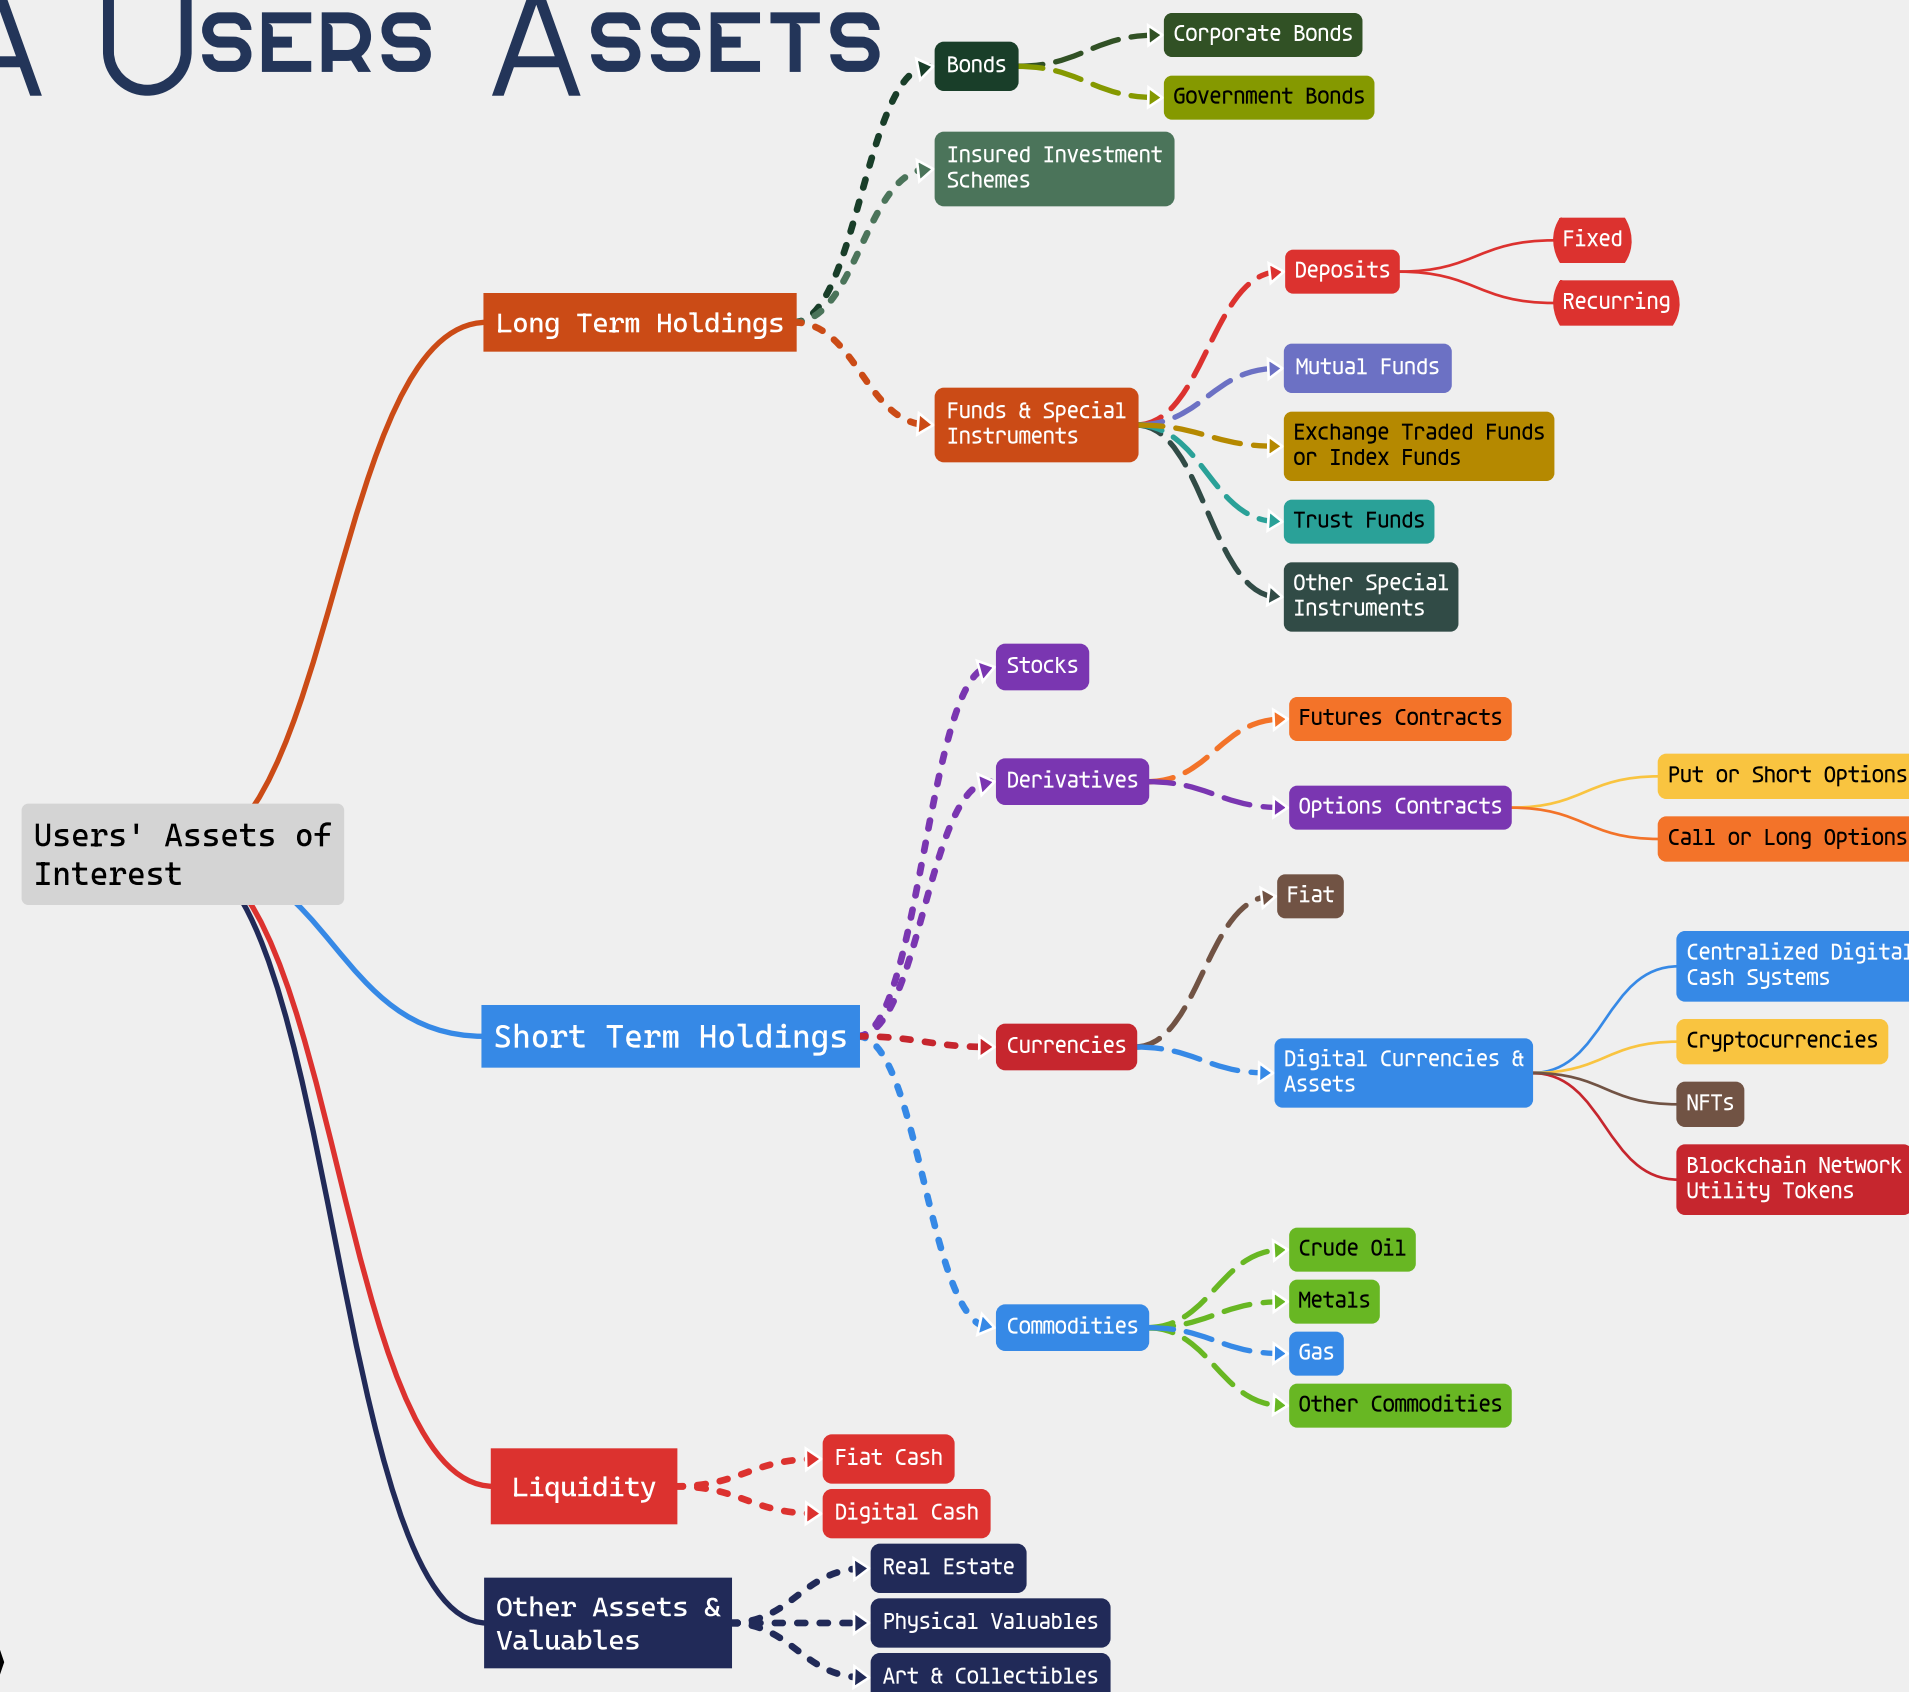 A USERS ASSETS
Bonds
Corporate Bonds
Government Bonds
Insured Investment
Schemes
Long Term Holdings
Funds & Special
Instruments
Deposits
Fixed
Recurring
Mutual Funds
Exchange Traded Funds
or Index Funds
Trust Funds
Other Special
Instruments
Users' Assets of
Interest
Short Term Holdings
Stocks
Derivatives
Futures Contracts
Options Contracts
Put or Short Options
Call or Long Options
Currencies
Fiat
Digital Currencies &
Assets
Centralized Digital
Cash Systems
Cryptocurrencies
NFTs
Blockchain Network
Utility Tokens
Commodities
Crude Oil
Metals
Gas
Other Commodities
Liquidity
Fiat Cash
Digital Cash
Other Assets &
Valuables
Real Estate
Physical Valuables
Art & Collectibles